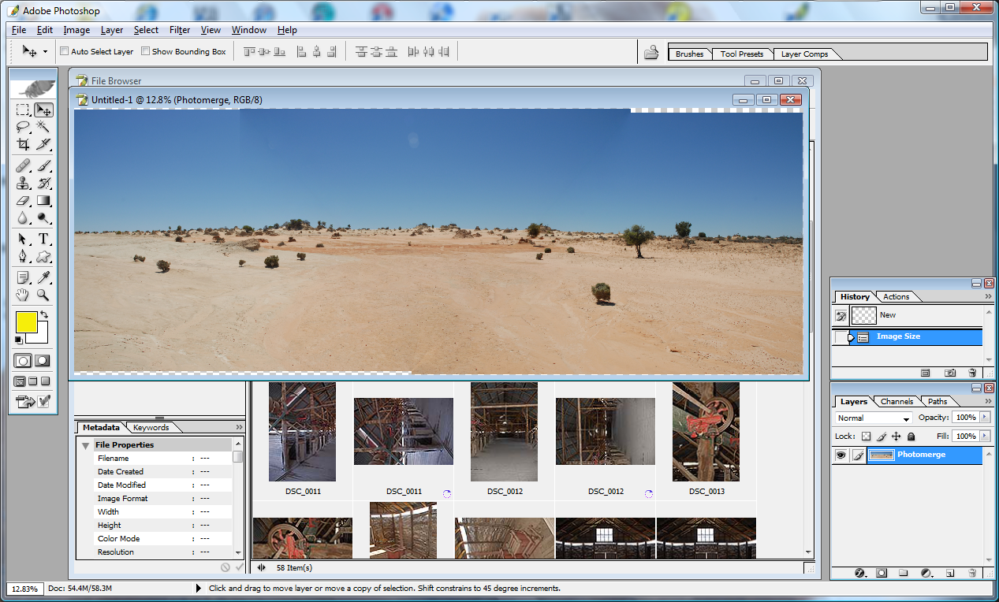 Adobe Photoshop
File Edit Image Layer Select Filter View Window Help
Auto Select Layer Show Bounding Box
Brushes Tool Presets Layer Comps
File Browser
Untitled-1 @ 12.8% (Photomerge, RGB/8)
T
History Actions
New
Image Size
Layers Channels Paths
Normal Opacity: 100%
Lock: Fill: 100%
Photomerge
Metadata Keywords
File Properties
Filename : ---
Date Created : ---
Date Modified : ---
Image Format : ---
Width : ---
Height : ---
Color Mode : ---
Resolution : ---
DSC_0011 DSC_0011 DSC_0012 DSC_0012 DSC_0013
58 Item(s)
12.83% Doc: 54.4M/58.3M Click and drag to move layer or move a copy of selection. Shift constrains to 45 degree increments.